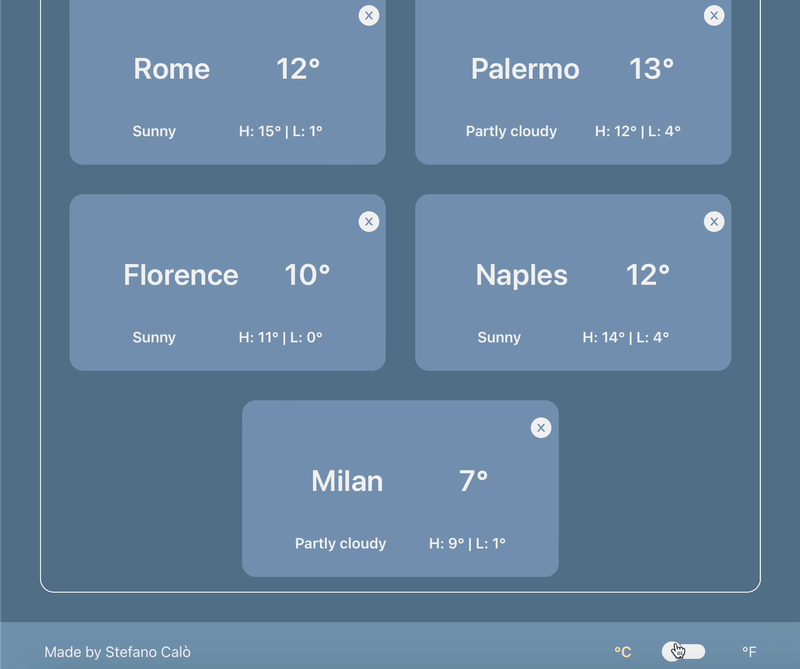 X
Rome 12°
Sunny H: 15° | L: 1°
X
Palermo 13°
Partly cloudy H: 12° | L: 4°
X
Florence 10°
Sunny H: 11° | L: 0°
X
Naples 12°
Sunny H: 14° | L: 4°
X
Milan 7°
Partly cloudy H: 9° | L: 1°
Made by Stefano Calò °C °F